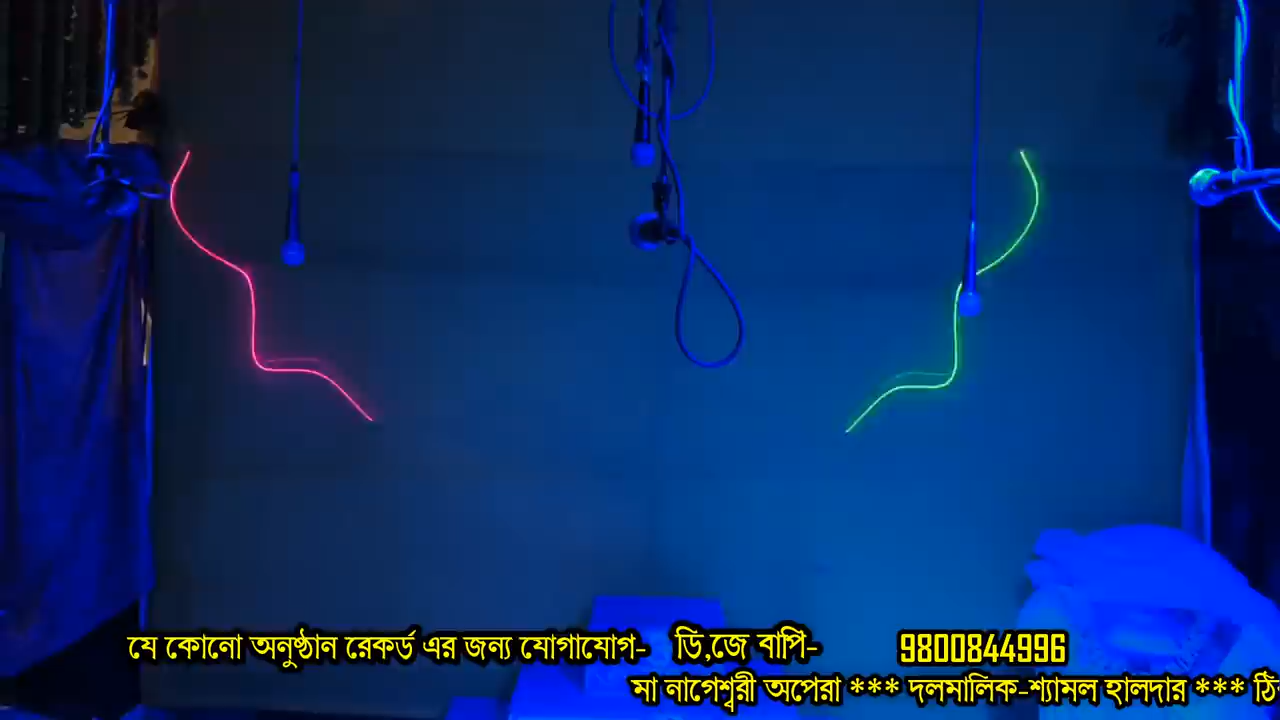 যে কোনো অনুষ্ঠান রেকর্ড এর জন্য যোগাযোগ- ডি,জে বাপি- 9800844996
মা নাগেশ্বরী অপেরা *** দলমালিক-শ্যামল হালদার ***